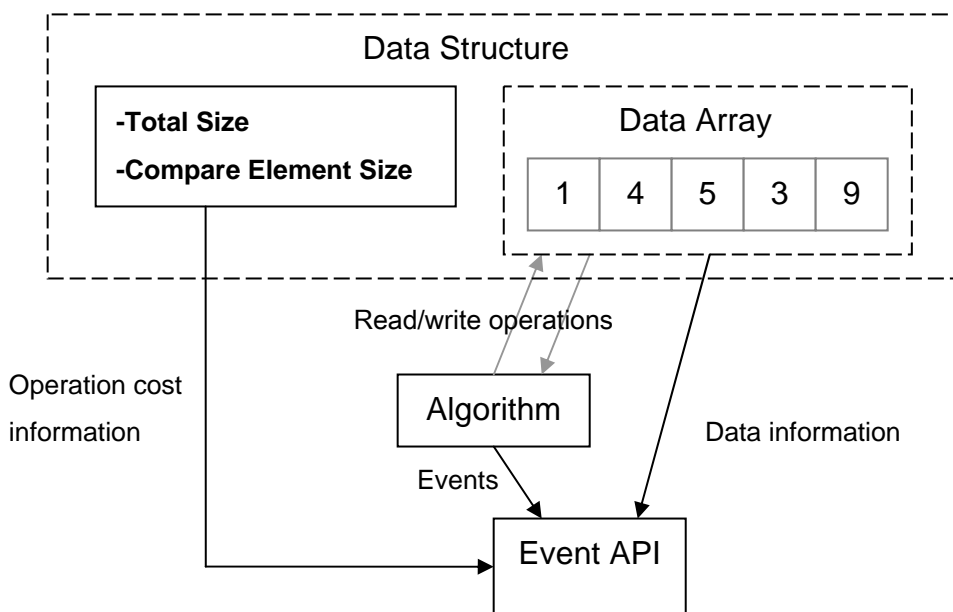 Data Structure
-Total Size
-Compare Element Size
Data Array
1 4 5 3 9
Read/write operations
Operation cost
information
Algorithm
Data information
Events
Event API